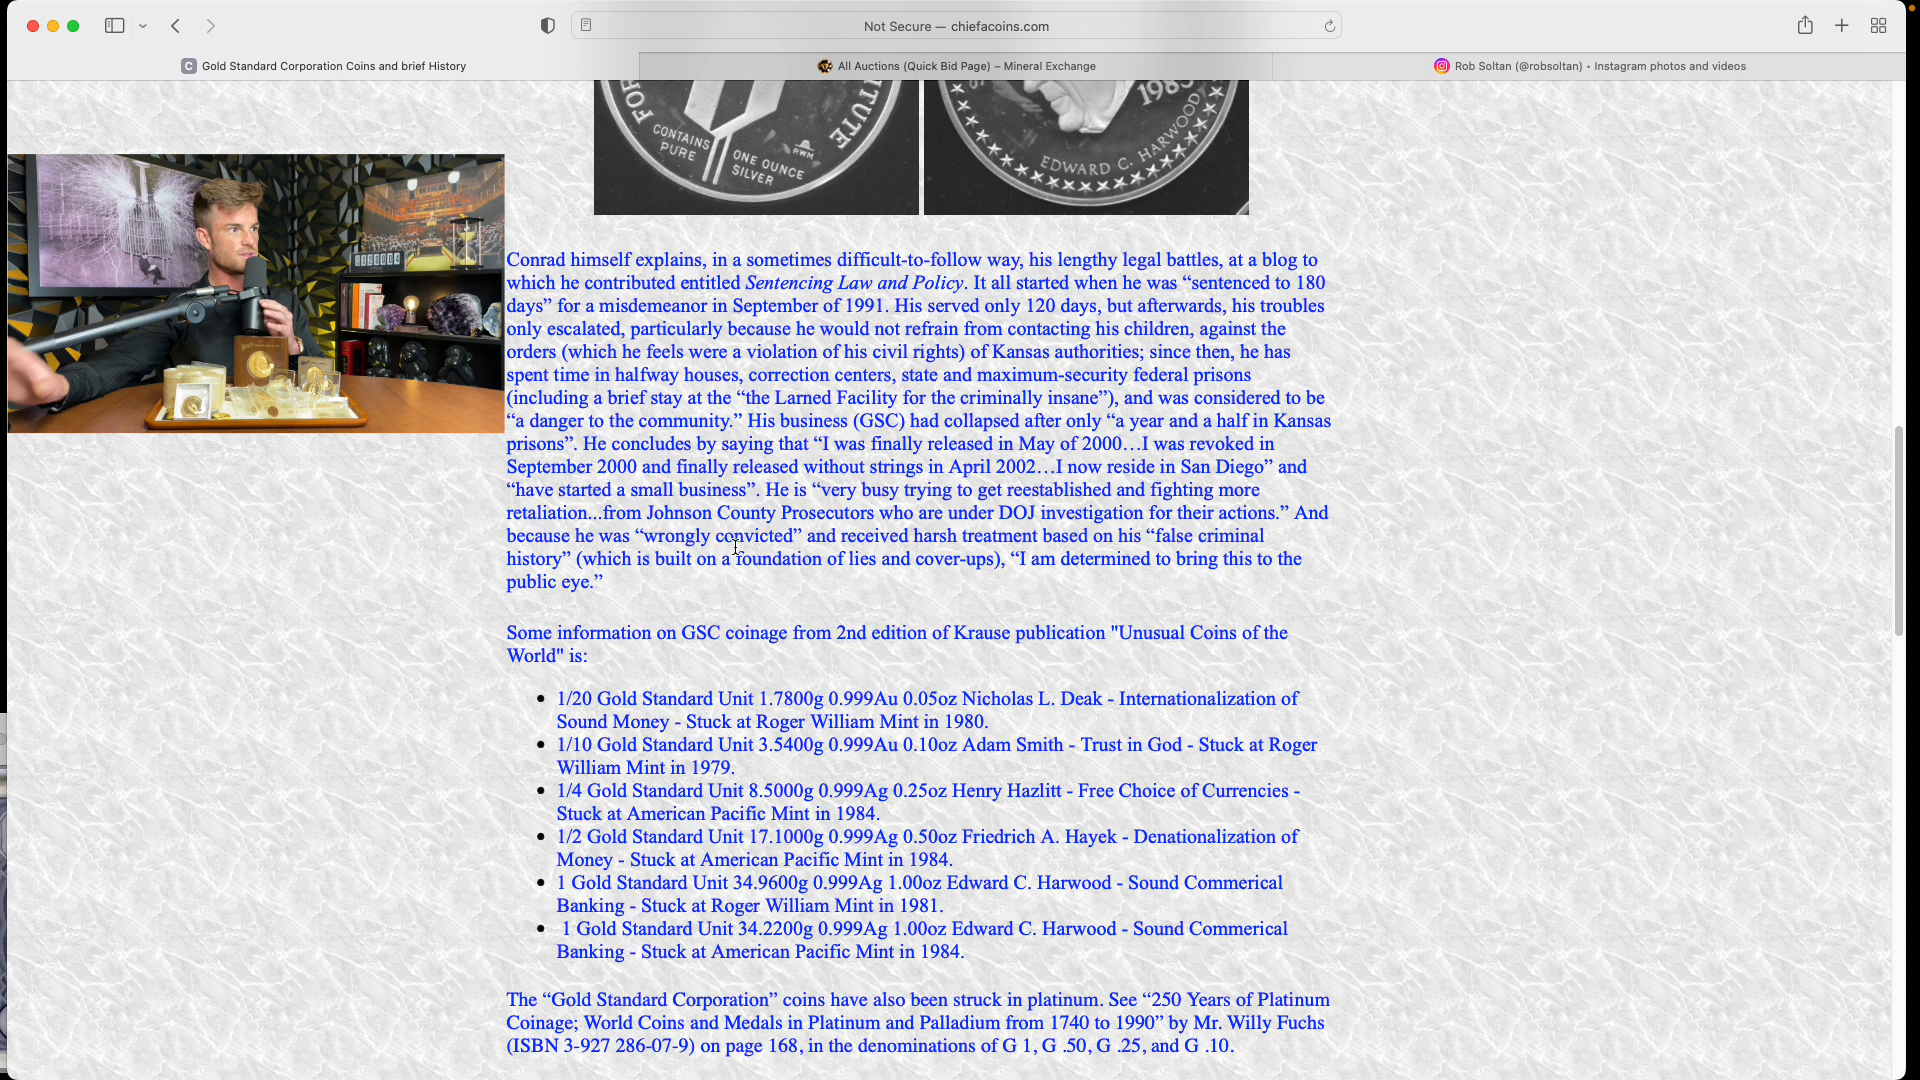 Not Secure — chiefacoins.com
C Gold Standard Corporation Coins and brief History
All Auctions (Quick Bid Page) – Mineral Exchange
Rob Soltan (@robsoltan) • Instagram photos and videos
FOR
TUTE
CONTAINS
PURE
ONE OUNCE
SILVER
RWM
1983
EDWARD C. HARWOOD
Conrad himself explains, in a sometimes difficult-to-follow way, his lengthy legal battles, at a blog to
which he contributed entitled Sentencing Law and Policy. It all started when he was “sentenced to 180
days” for a misdemeanor in September of 1991. His served only 120 days, but afterwards, his troubles
only escalated, particularly because he would not refrain from contacting his children, against the
orders (which he feels were a violation of his civil rights) of Kansas authorities; since then, he has
spent time in halfway houses, correction centers, state and maximum-security federal prisons
(including a brief stay at the “the Larned Facility for the criminally insane”), and was considered to be
“a danger to the community.” His business (GSC) had collapsed after only “a year and a half in Kansas
prisons”. He concludes by saying that “I was finally released in May of 2000…I was revoked in
September 2000 and finally released without strings in April 2002…I now reside in San Diego” and
“have started a small business”. He is “very busy trying to get reestablished and fighting more
retaliation...from Johnson County Prosecutors who are under DOJ investigation for their actions.” And
because he was “wrongly convicted” and received harsh treatment based on his “false criminal
history” (which is built on a foundation of lies and cover-ups), “I am determined to bring this to the
public eye.”
Some information on GSC coinage from 2nd edition of Krause publication "Unusual Coins of the
World" is:
• 1/20 Gold Standard Unit 1.7800g 0.999Au 0.05oz Nicholas L. Deak - Internationalization of
Sound Money - Stuck at Roger William Mint in 1980.
• 1/10 Gold Standard Unit 3.5400g 0.999Au 0.10oz Adam Smith - Trust in God - Stuck at Roger
William Mint in 1979.
• 1/4 Gold Standard Unit 8.5000g 0.999Ag 0.25oz Henry Hazlitt - Free Choice of Currencies -
Stuck at American Pacific Mint in 1984.
• 1/2 Gold Standard Unit 17.1000g 0.999Ag 0.50oz Friedrich A. Hayek - Denationalization of
Money - Stuck at American Pacific Mint in 1984.
• 1 Gold Standard Unit 34.9600g 0.999Ag 1.00oz Edward C. Harwood - Sound Commerical
Banking - Stuck at Roger William Mint in 1981.
• 1 Gold Standard Unit 34.2200g 0.999Ag 1.00oz Edward C. Harwood - Sound Commerical
Banking - Stuck at American Pacific Mint in 1984.
The “Gold Standard Corporation” coins have also been struck in platinum. See “250 Years of Platinum
Coinage; World Coins and Medals in Platinum and Palladium from 1740 to 1990” by Mr. Willy Fuchs
(ISBN 3-927 286-07-9) on page 168, in the denominations of G 1, G .50, G .25, and G .10.